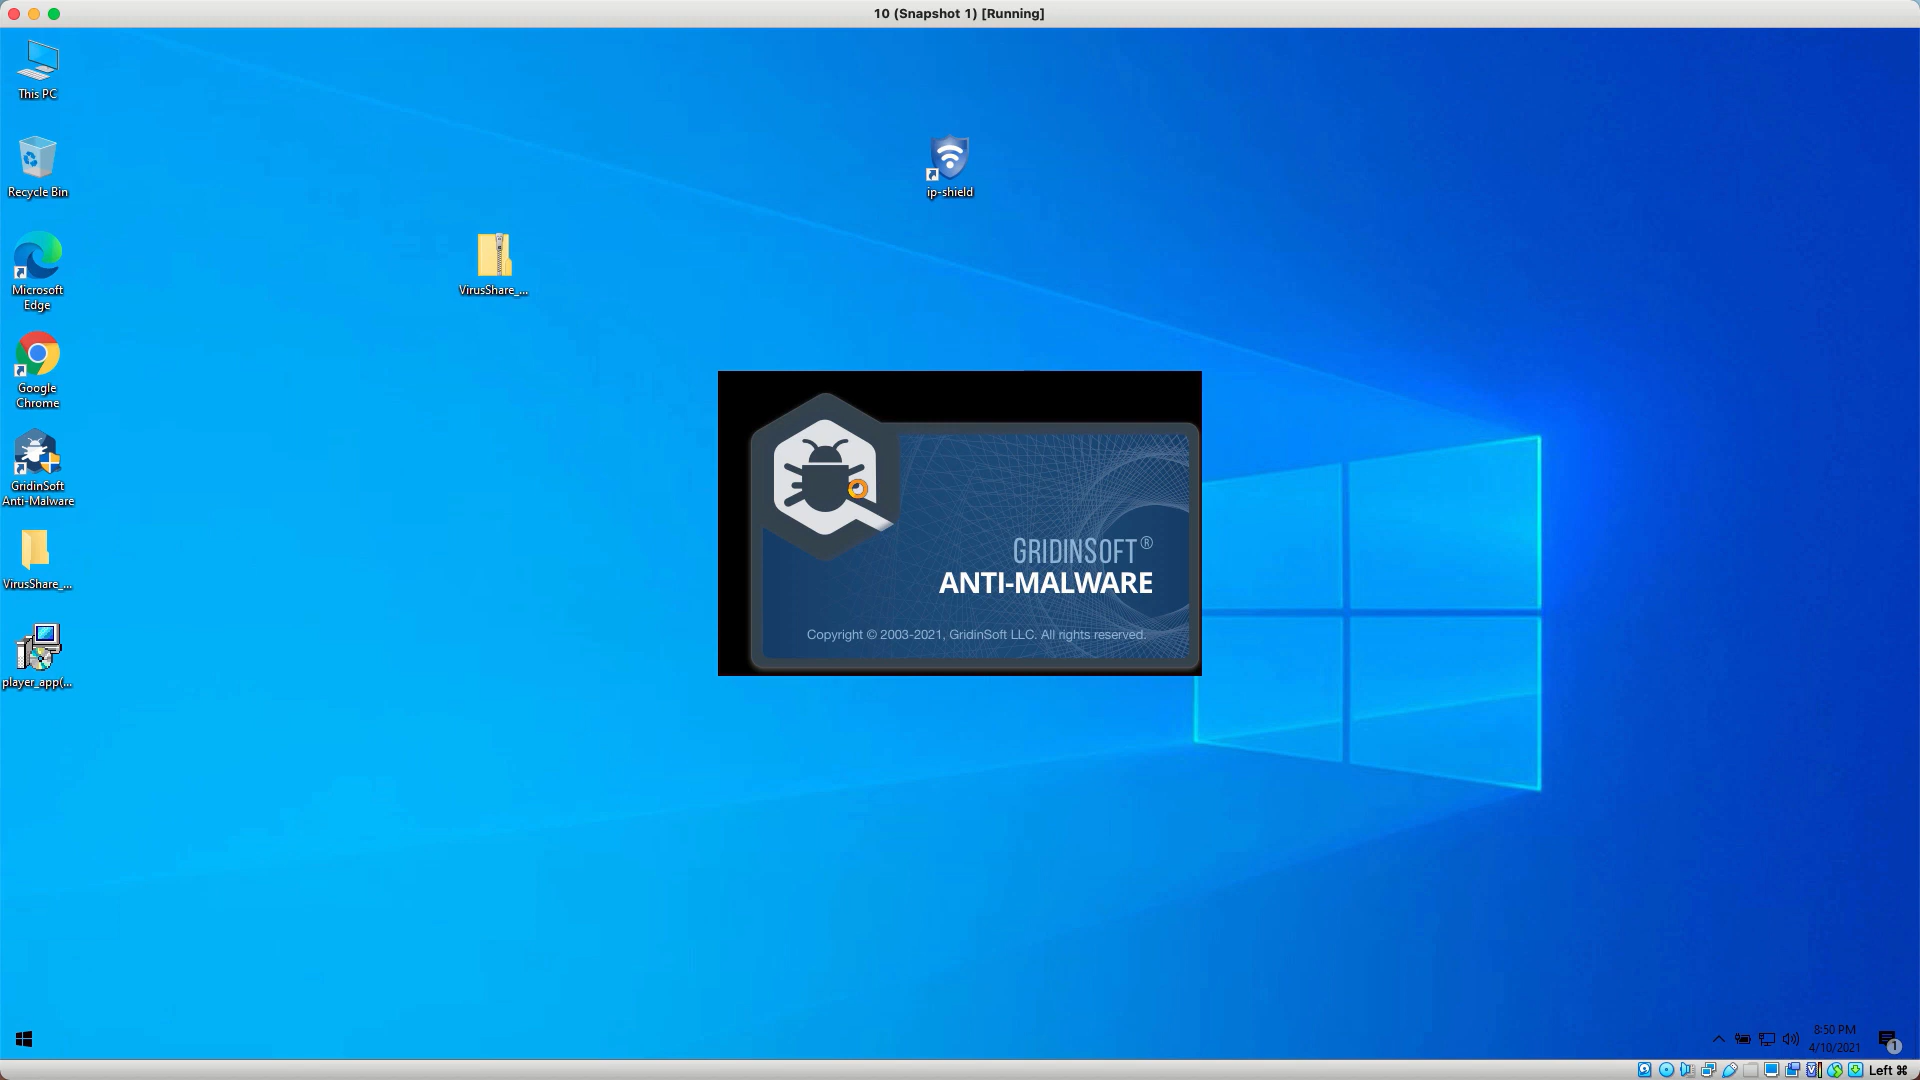 10 (Snapshot 1) [Running]
This PC
Recycle Bin
Microsoft
Edge
Google
Chrome
GridinSoft
Anti-Malware
VirusShare_...
player_app(...
VirusShare_...
ip-shield
GRIDINSOFT®
ANTI-MALWARE
Copyright © 2003-2021, GridinSoft LLC. All rights reserved.
8:50 PM
4/10/2021
1
Left ⌘